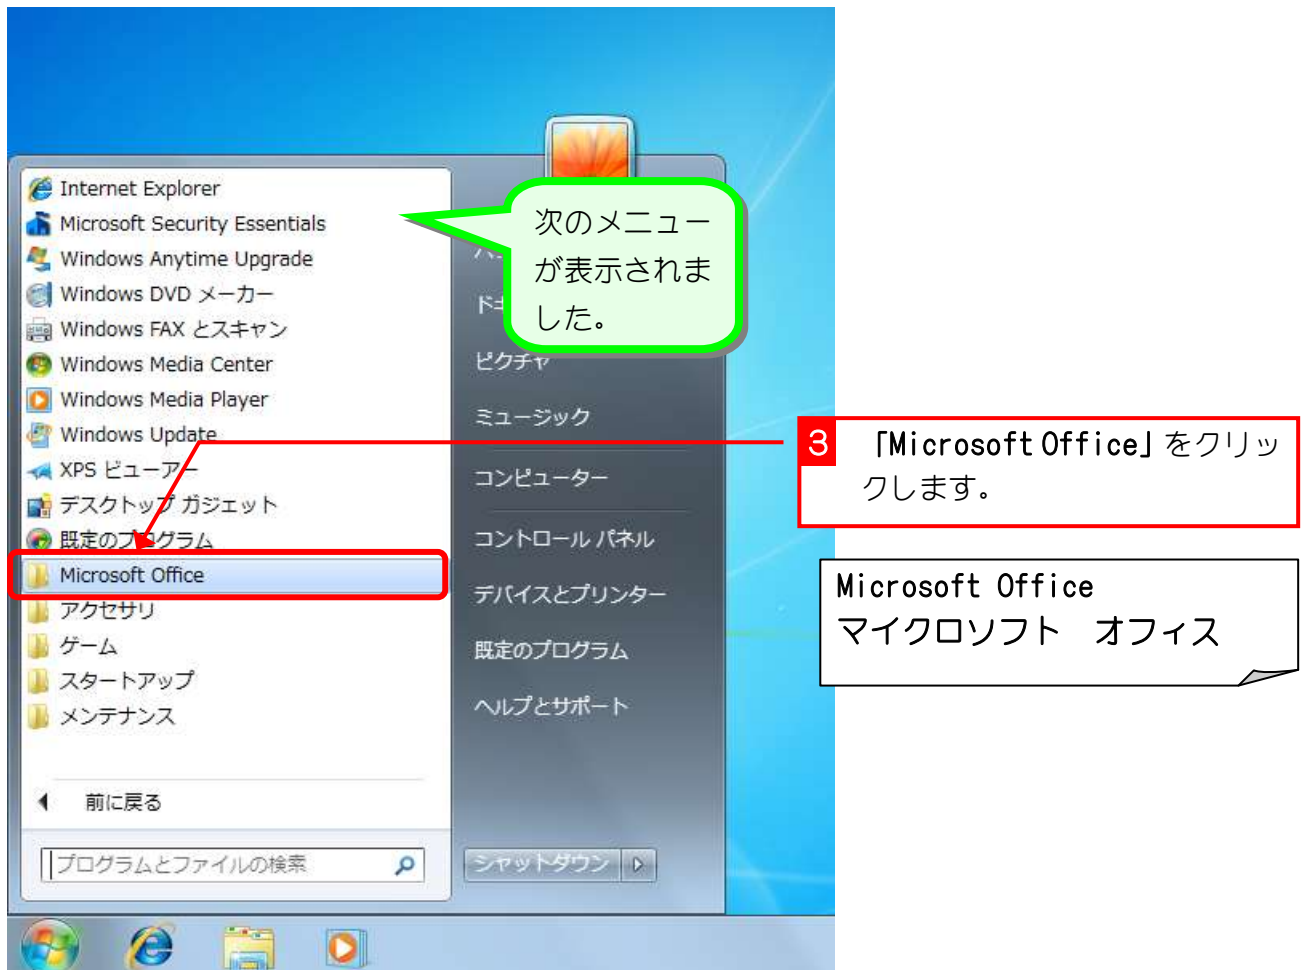 Internet Explorer
Microsoft Security Essentials
Windows Anytime Upgrade
Windows DVD メーカー
Windows FAX とスキャン
Windows Media Center
Windows Media Player
Windows Update
XPS ビューアー
デスクトップ ガジェット
既定のプログラム
Microsoft Office
アクセサリ
ゲーム
スタートアップ
メンテナンス
前に戻る
プログラムとファイルの検索
次のメニュー
が表示されま
した。
ピクチャ
ミュージック
コンピューター
コントロール パネル
デバイスとプリンター
既定のプログラム
ヘルプとサポート
シャットダウン
3 「Microsoft Office」をクリッ
クします。
Microsoft Office
マイクロソフト オフィス